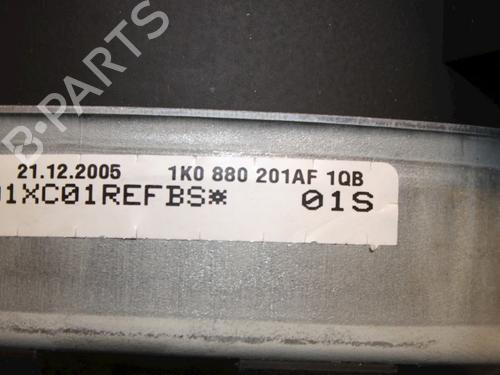 B-PARTS
21.12.2005 1K0 880 201AF 1QB
01XC01REFBS* 01S